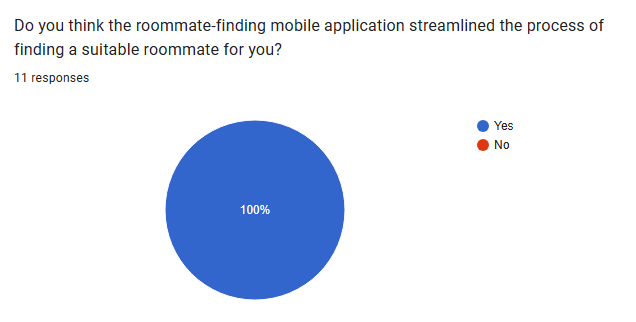 Do you think the roommate-finding mobile application streamlined the process of
finding a suitable roommate for you?
11 responses
Yes
No
100%